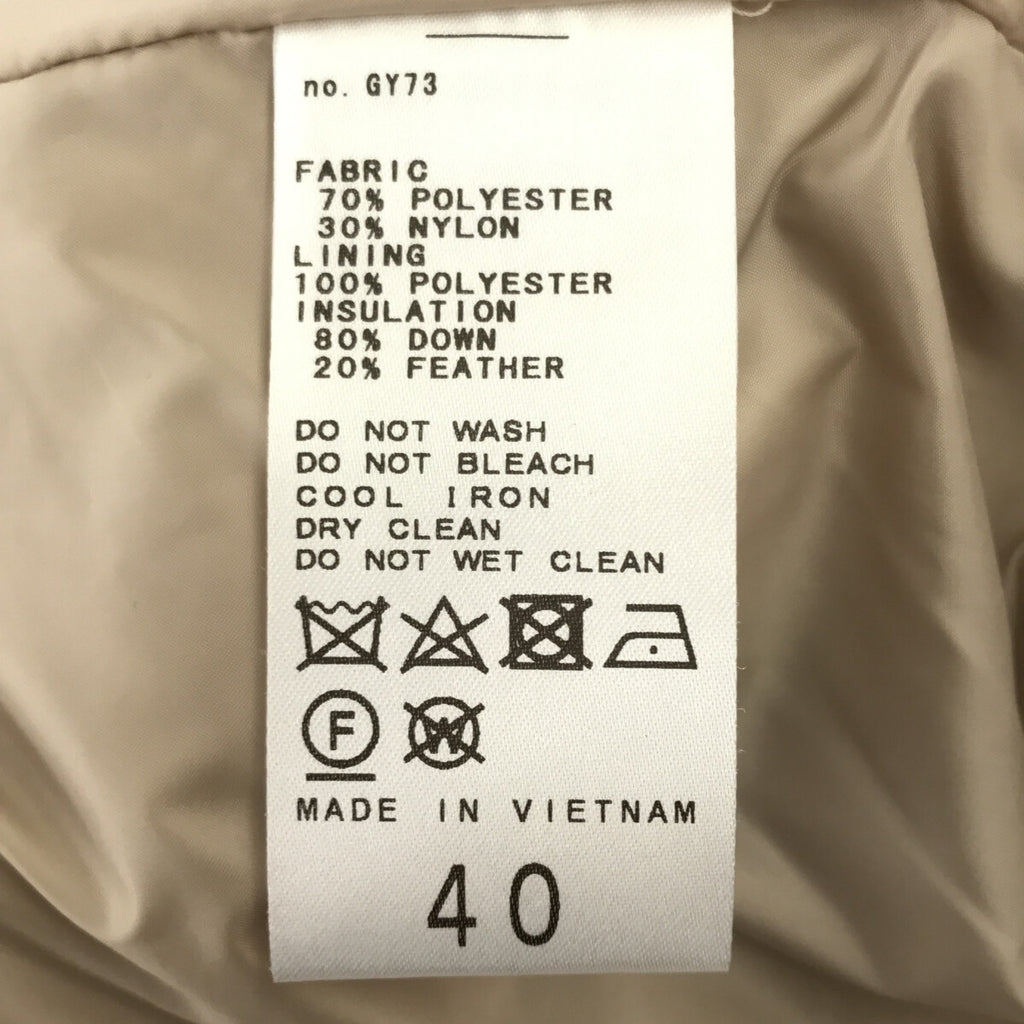 no. GY73
FABRIC
70% POLYESTER
30% NYLON
LINING
100% POLYESTER
INSULATION
80% DOWN
20% FEATHER
DO NOT WASH
DO NOT BLEACH
COOL IRON
DRY CLEAN
DO NOT WET CLEAN
F W
MADE IN VIETNAM
40